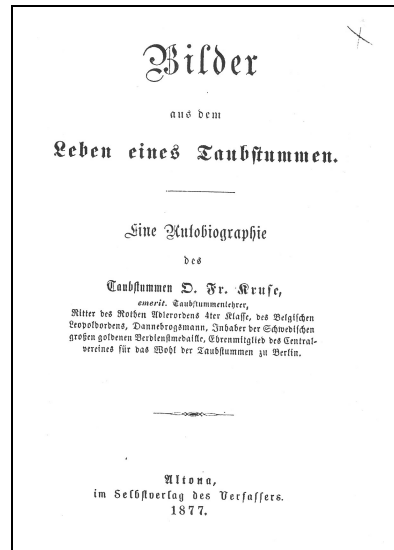 Bilder
aus dem
Leben eines Taubstummen.
Eine Autobiographie
des
Taubstummen O. Fr. Kruse,
emerit. Taubstummenlehrer,
Ritter des Rothen Adlerordens 4ter Klasse, des Belgischen
Leopoldordens, Dannebrogsmann, Inhaber der Schwedischen
großen goldenen Verdienstmedaille, Ehrenmitglied des Central-
vereines für das Wohl der Taubstummen zu Berlin.
Altona,
im Selbstverlag des Verfassers.
1877.